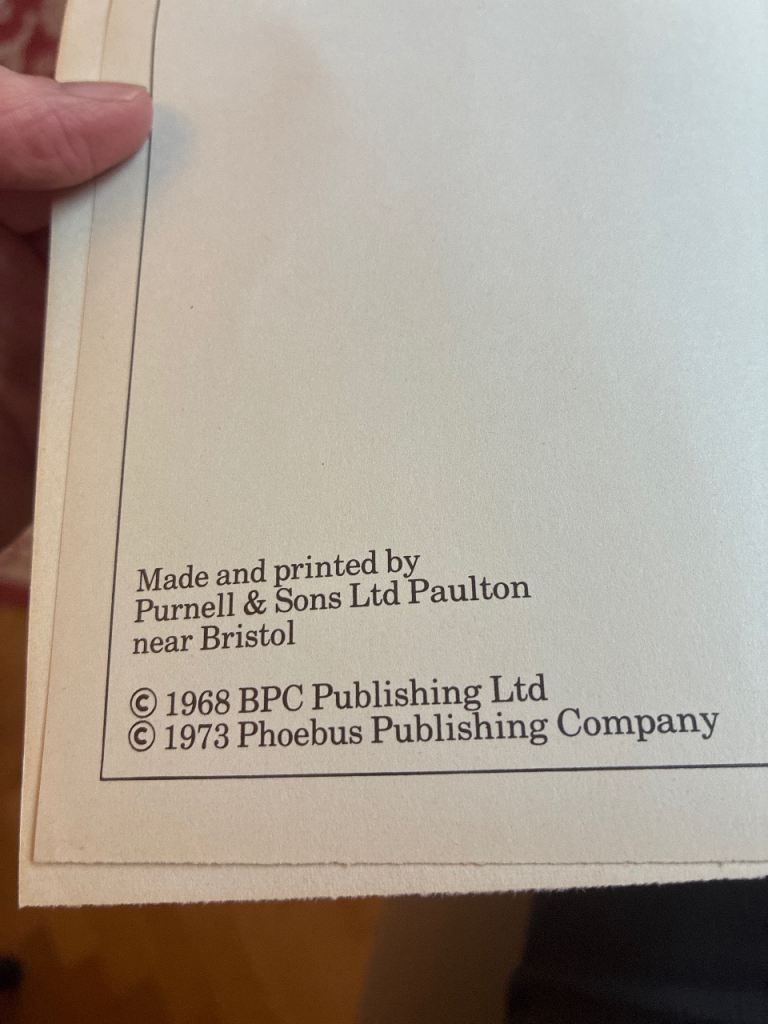 Made and printed by
Purnell & Sons Ltd Paulton
near Bristol
© 1968 BPC Publishing Ltd
© 1973 Phoebus Publishing Company